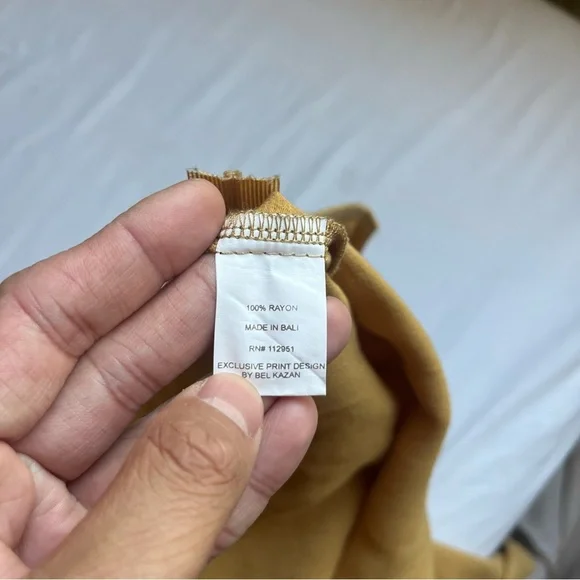 100% RAYON
MADE IN BALI
RN# 112951
EXCLUSIVE PRINT DESIGN
BY BEL KAZAN